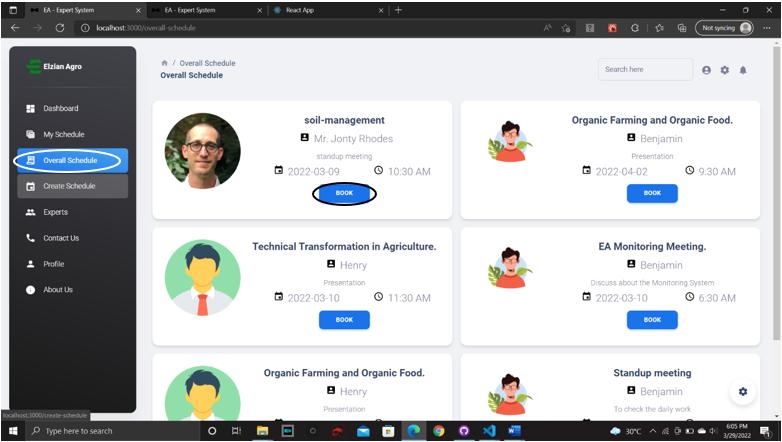 EA - Expert System
EA - Expert System
React App
localhost:3000/overall-schedule
Not syncing
Elzian Agro
Dashboard
My Schedule
Overall Schedule
Create Schedule
Experts
Contact Us
Profile
About Us
localhost:3000/create-schedule
/ Overall Schedule
Overall Schedule
Search here
soil-management
Mr. Jonty Rhodes
standup meeting
2022-03-09 10:30 AM
BOOK
Organic Farming and Organic Food.
Benjamin
Presentation
2022-04-02 9:30 AM
BOOK
Technical Transformation in Agriculture.
Henry
Presentation
2022-03-10 11:30 AM
BOOK
EA Monitoring Meeting.
Benjamin
Discuss about the Monitoring System
2022-03-10 6:30 AM
BOOK
Organic Farming and Organic Food.
Henry
Presentation
Standup meeting
Benjamin
To check the daily work
Type here to search
30°C
6:05 PM
3/29/2022